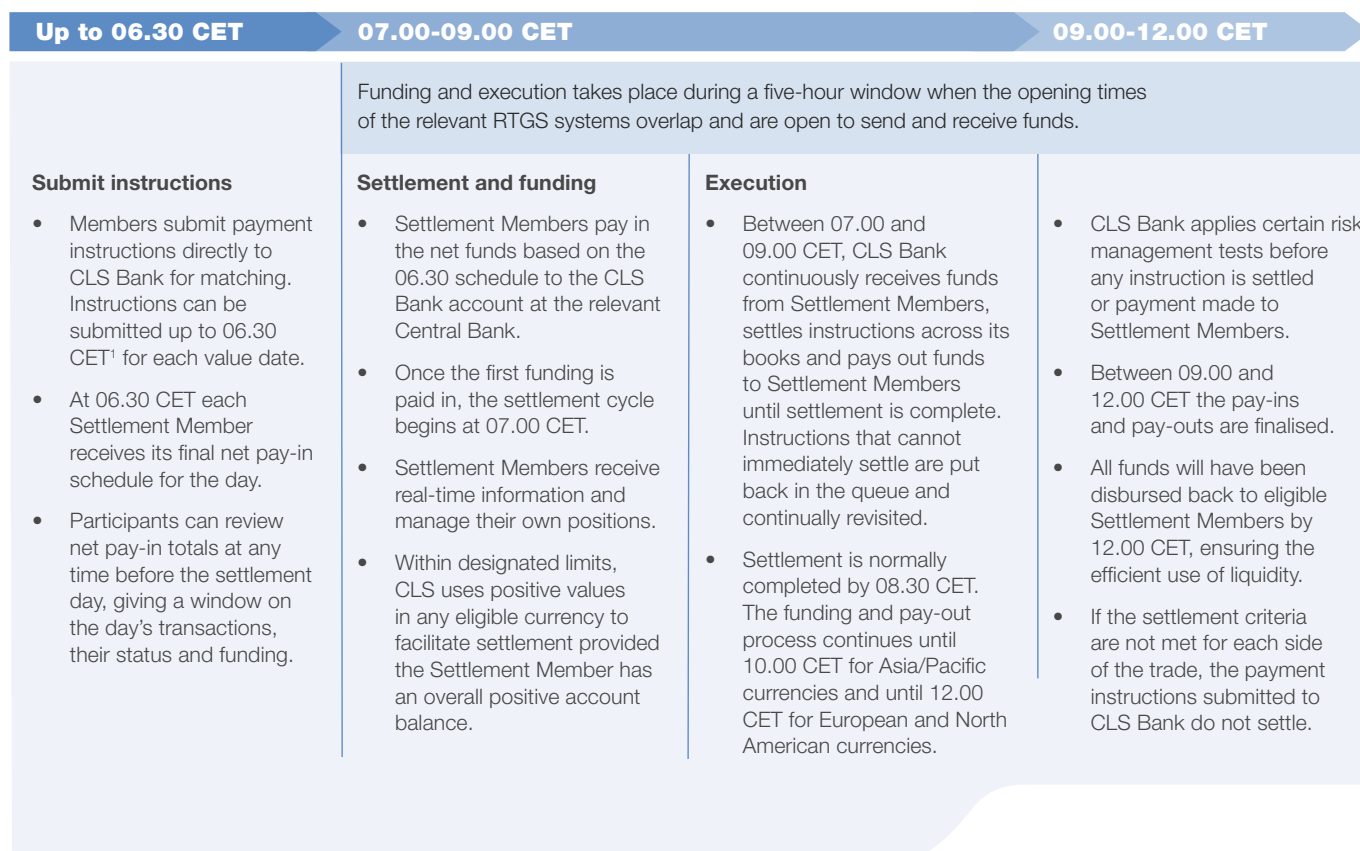 Up to 06.30 CET
07.00-09.00 CET
09.00-12.00 CET
Funding and execution takes place during a five-hour window when the opening times
of the relevant RTGS systems overlap and are open to send and receive funds.
Submit instructions
• Members submit payment
instructions directly to
CLS Bank for matching.
Instructions can be
submitted up to 06.30
CET¹ for each value date.
• At 06.30 CET each
Settlement Member
receives its final net pay-in
schedule for the day.
• Participants can review
net pay-in totals at any
time before the settlement
day, giving a window on
the day's transactions,
their status and funding.
Settlement and funding
• Settlement Members pay in
the net funds based on the
06.30 schedule to the CLS
Bank account at the relevant
Central Bank.
• Once the first funding is
paid in, the settlement cycle
begins at 07.00 CET.
• Settlement Members receive
real-time information and
manage their own positions.
• Within designated limits,
CLS uses positive values
in any eligible currency to
facilitate settlement provided
the Settlement Member has
an overall positive account
balance.
Execution
• Between 07.00 and
09.00 CET, CLS Bank
continuously receives funds
from Settlement Members,
settles instructions across its
books and pays out funds
to Settlement Members
until settlement is complete.
Instructions that cannot
immediately settle are put
back in the queue and
continually revisited.
• Settlement is normally
completed by 08.30 CET.
The funding and pay-out
process continues until
10.00 CET for Asia/Pacific
currencies and until 12.00
CET for European and North
American currencies.
• CLS Bank applies certain risk
management tests before
any instruction is settled
or payment made to
Settlement Members.
• Between 09.00 and
12.00 CET the pay-ins
and pay-outs are finalised.
• All funds will have been
disbursed back to eligible
Settlement Members by
12.00 CET, ensuring the
efficient use of liquidity.
• If the settlement criteria
are not met for each side
of the trade, the payment
instructions submitted to
CLS Bank do not settle.